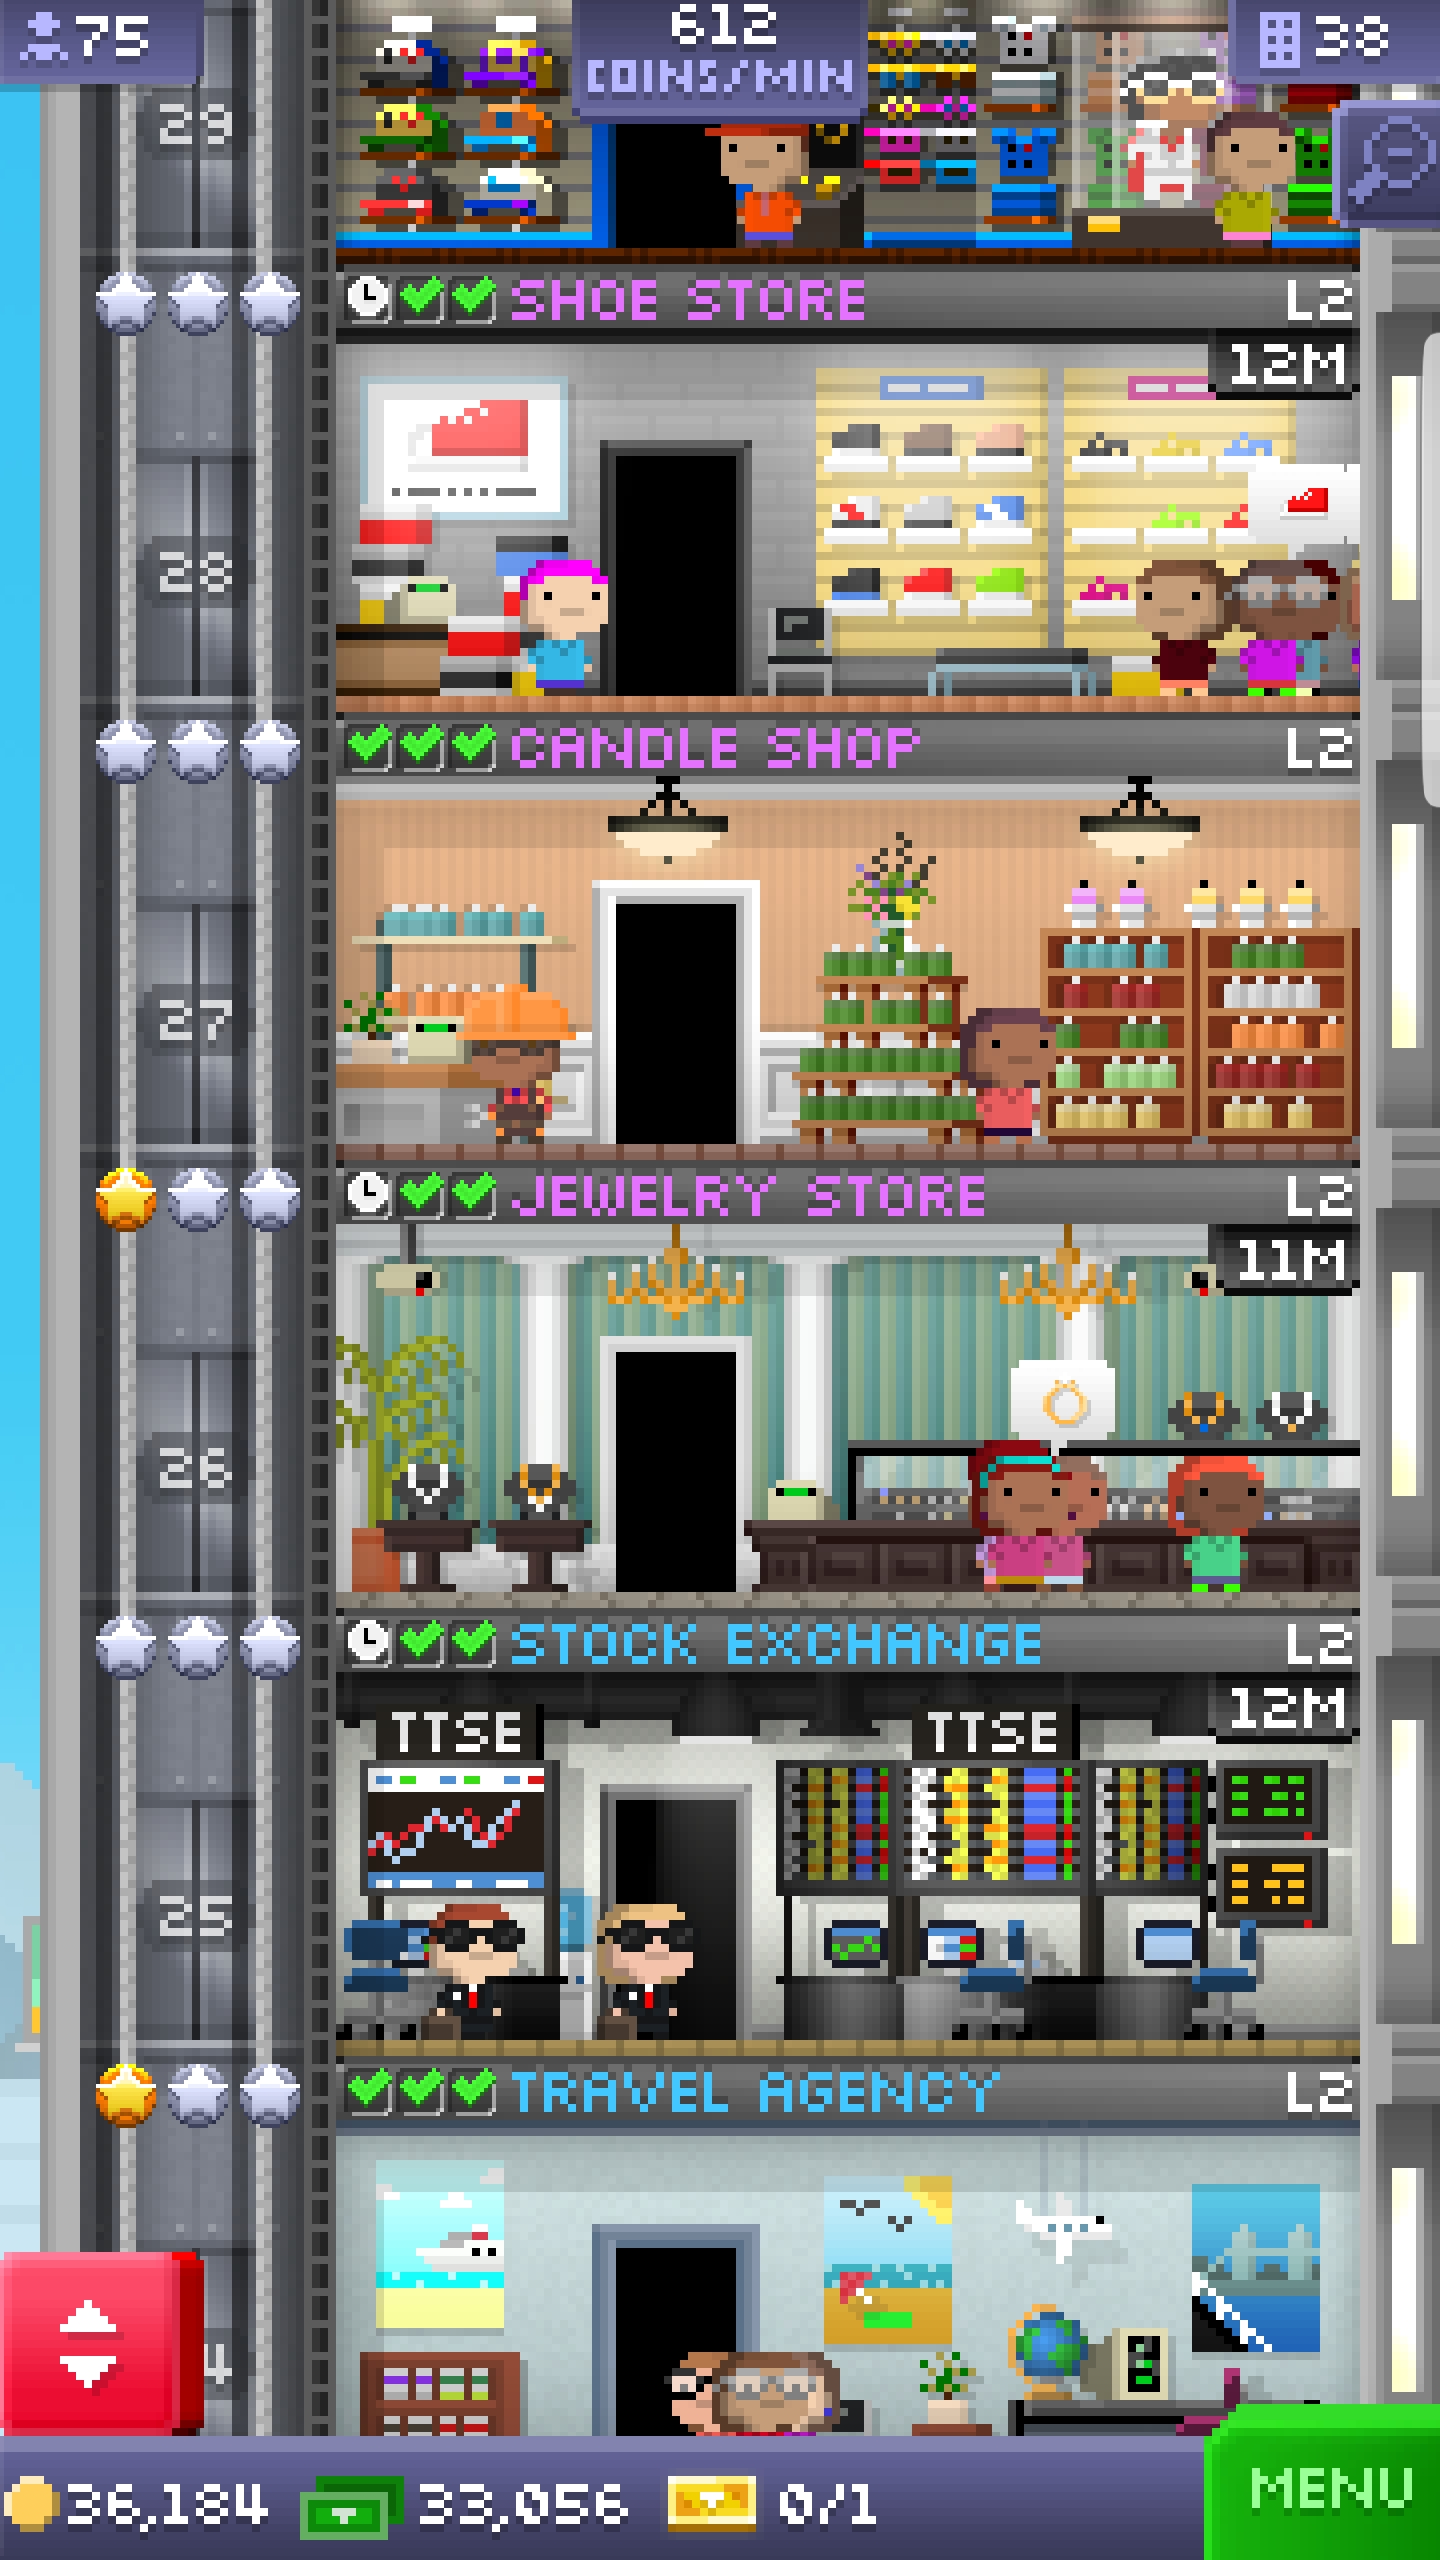 75
612
COINS/MIN
38
29
SHOE STORE L2
12M
28
CANDLE SHOP L2
27
JEWELRY STORE L2
11M
26
STOCK EXCHANGE L2
12M
TTSE TTSE
25
TRAVEL AGENCY L2
4
36,184 33,056 0/1
MENU